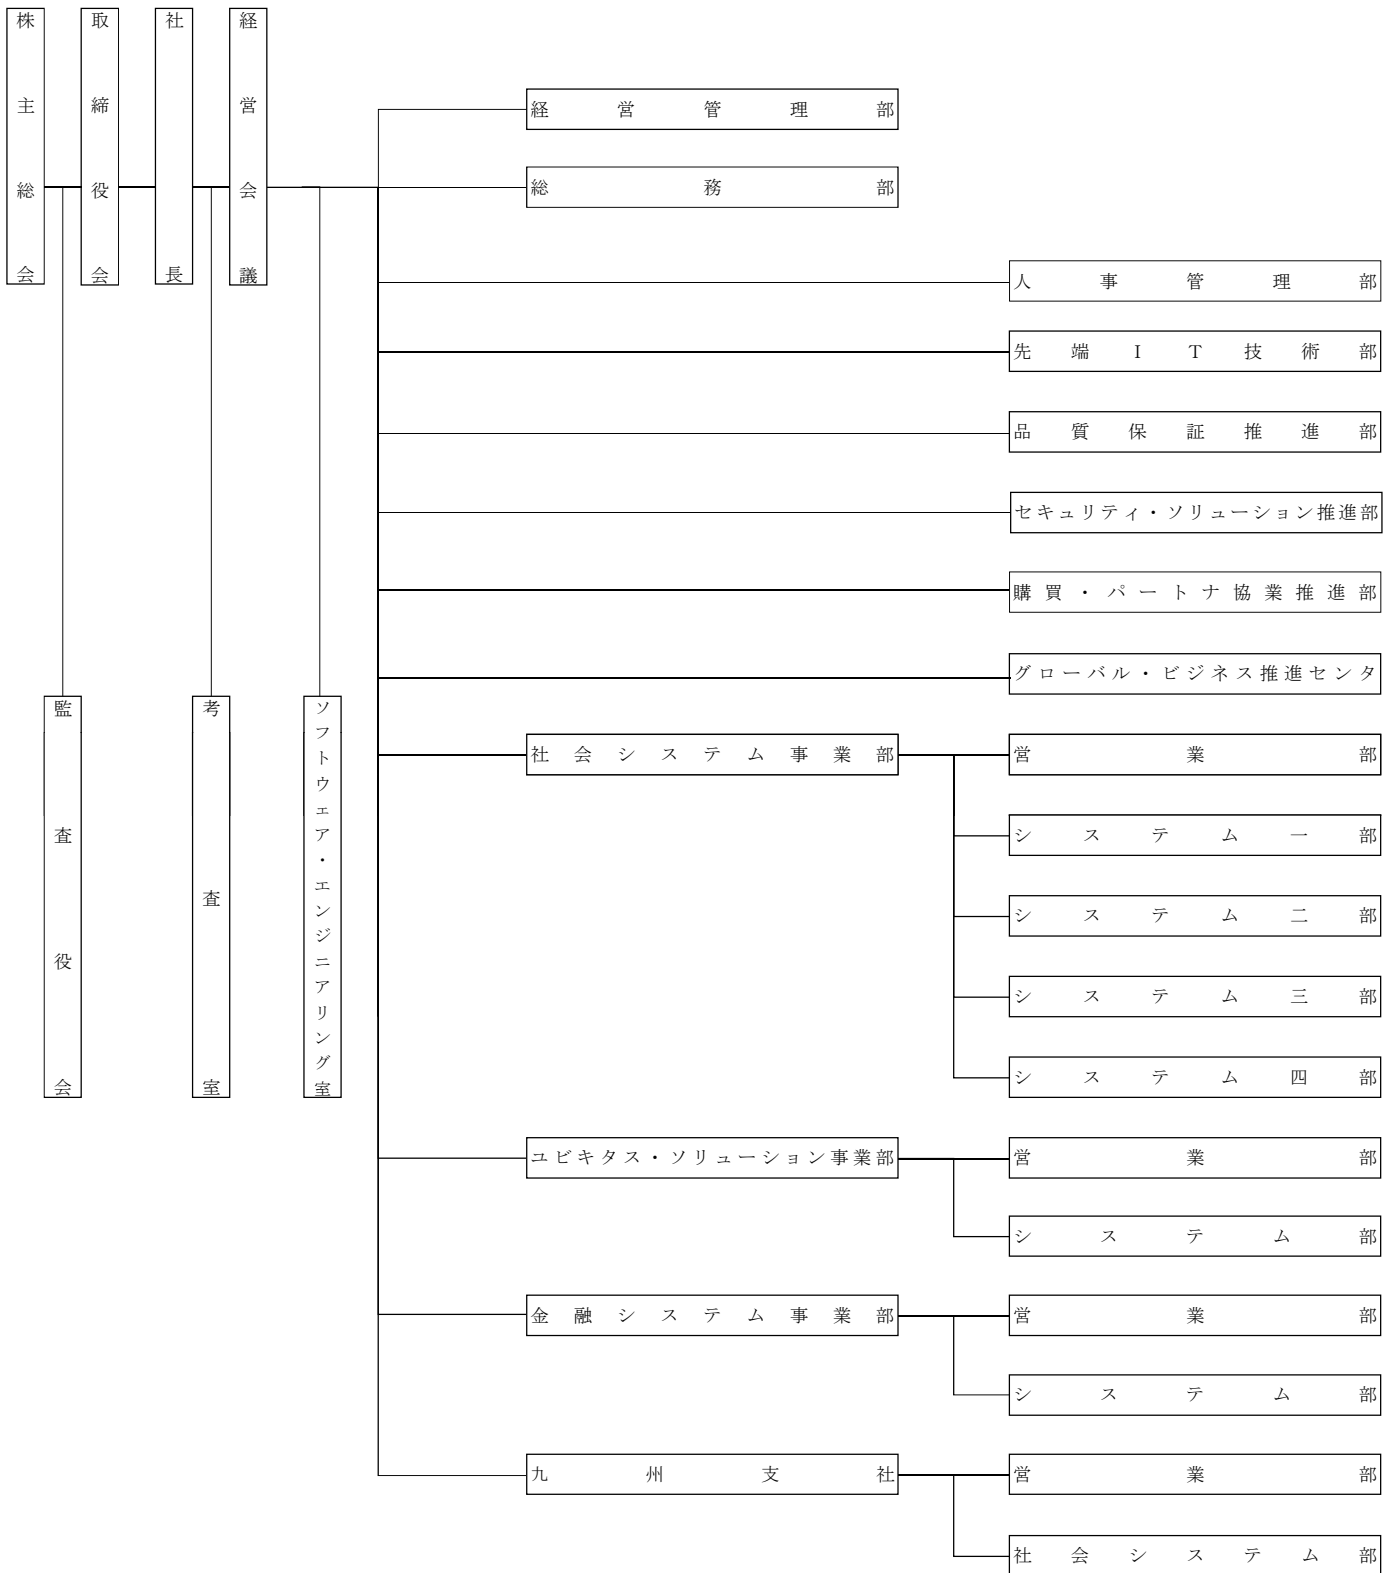 株主総会
取締役会
社長
経営会議
経営管理部
総務部
人事管理部
先端IT技術部
品質保証推進部
セキュリティ・ソリューション推進部
購買・パートナ協業推進部
グローバル・ビジネス推進センタ
監査役会
考査室
ソフトウェア・エンジニアリング室
社会システム事業部
営業部
システム一部
システム二部
システム三部
システム四部
ユビキタス・ソリューション事業部
営業部
システム部
金融システム事業部
営業部
システム部
九州支社
営業部
社会システム部